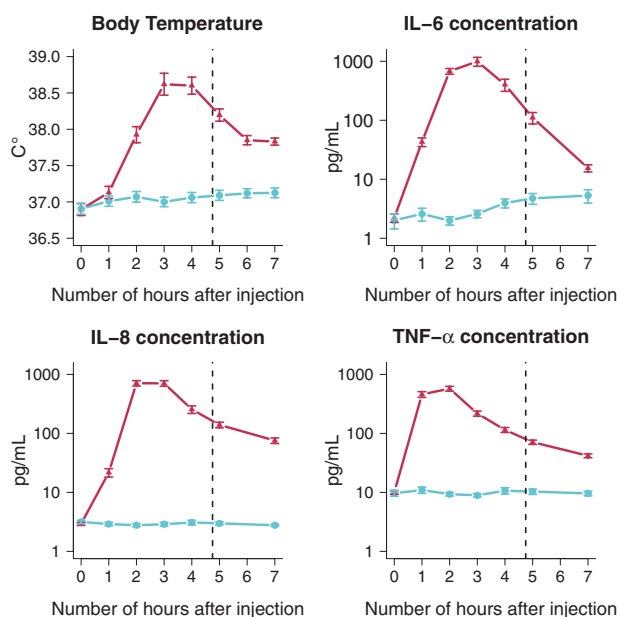 Body Temperature
C°
39.0
38.5
38.0
37.5
37.0
36.5
0 1 2 3 4 5 6 7
Number of hours after injection
IL−6 concentration
pg/mL
1000
100
10
1
0 1 2 3 4 5 6 7
Number of hours after injection
IL−8 concentration
pg/mL
1000
100
10
1
0 1 2 3 4 5 6 7
Number of hours after injection
TNF−α concentration
pg/mL
1000
100
10
1
0 1 2 3 4 5 6 7
Number of hours after injection